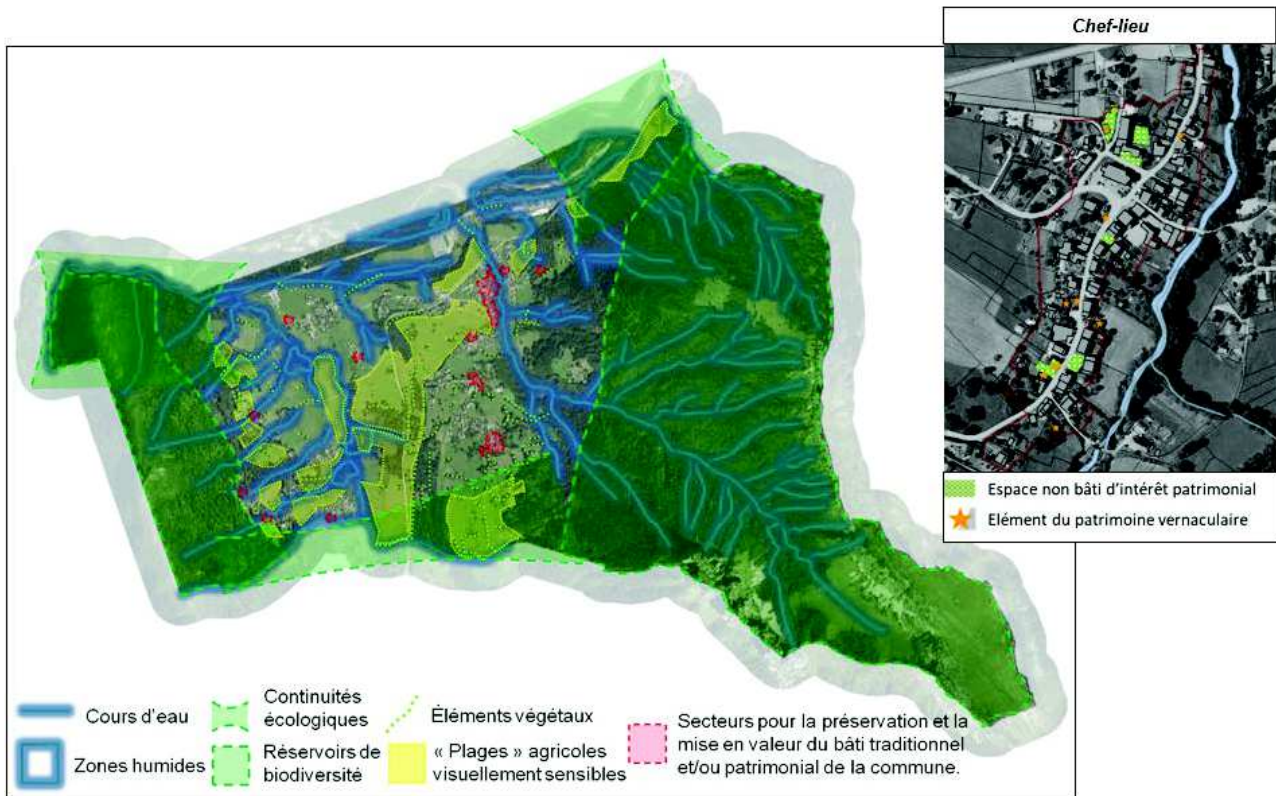 Chef-lieu
Espace non bâti d'intérêt patrimonial
Elément du patrimoine vernaculaire
Cours d'eau
Zones humides
Continuités
écologiques
Réservoirs de
biodiversité
Éléments végétaux
« Plages » agricoles
visuellement sensibles
Secteurs pour la préservation et la
mise en valeur du bâti traditionnel
et/ou patrimonial de la commune.